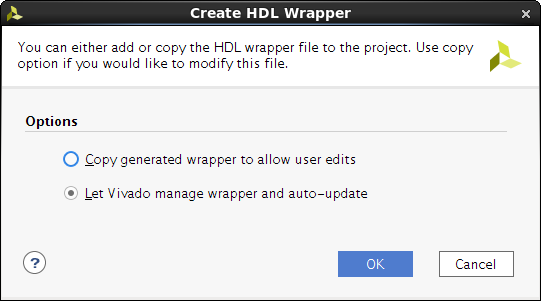 Create HDL Wrapper
You can either add or copy the HDL wrapper file to the project. Use copy
option if you would like to modify this file.
Options
Copy generated wrapper to allow user edits
Let Vivado manage wrapper and auto-update
?
OK
Cancel